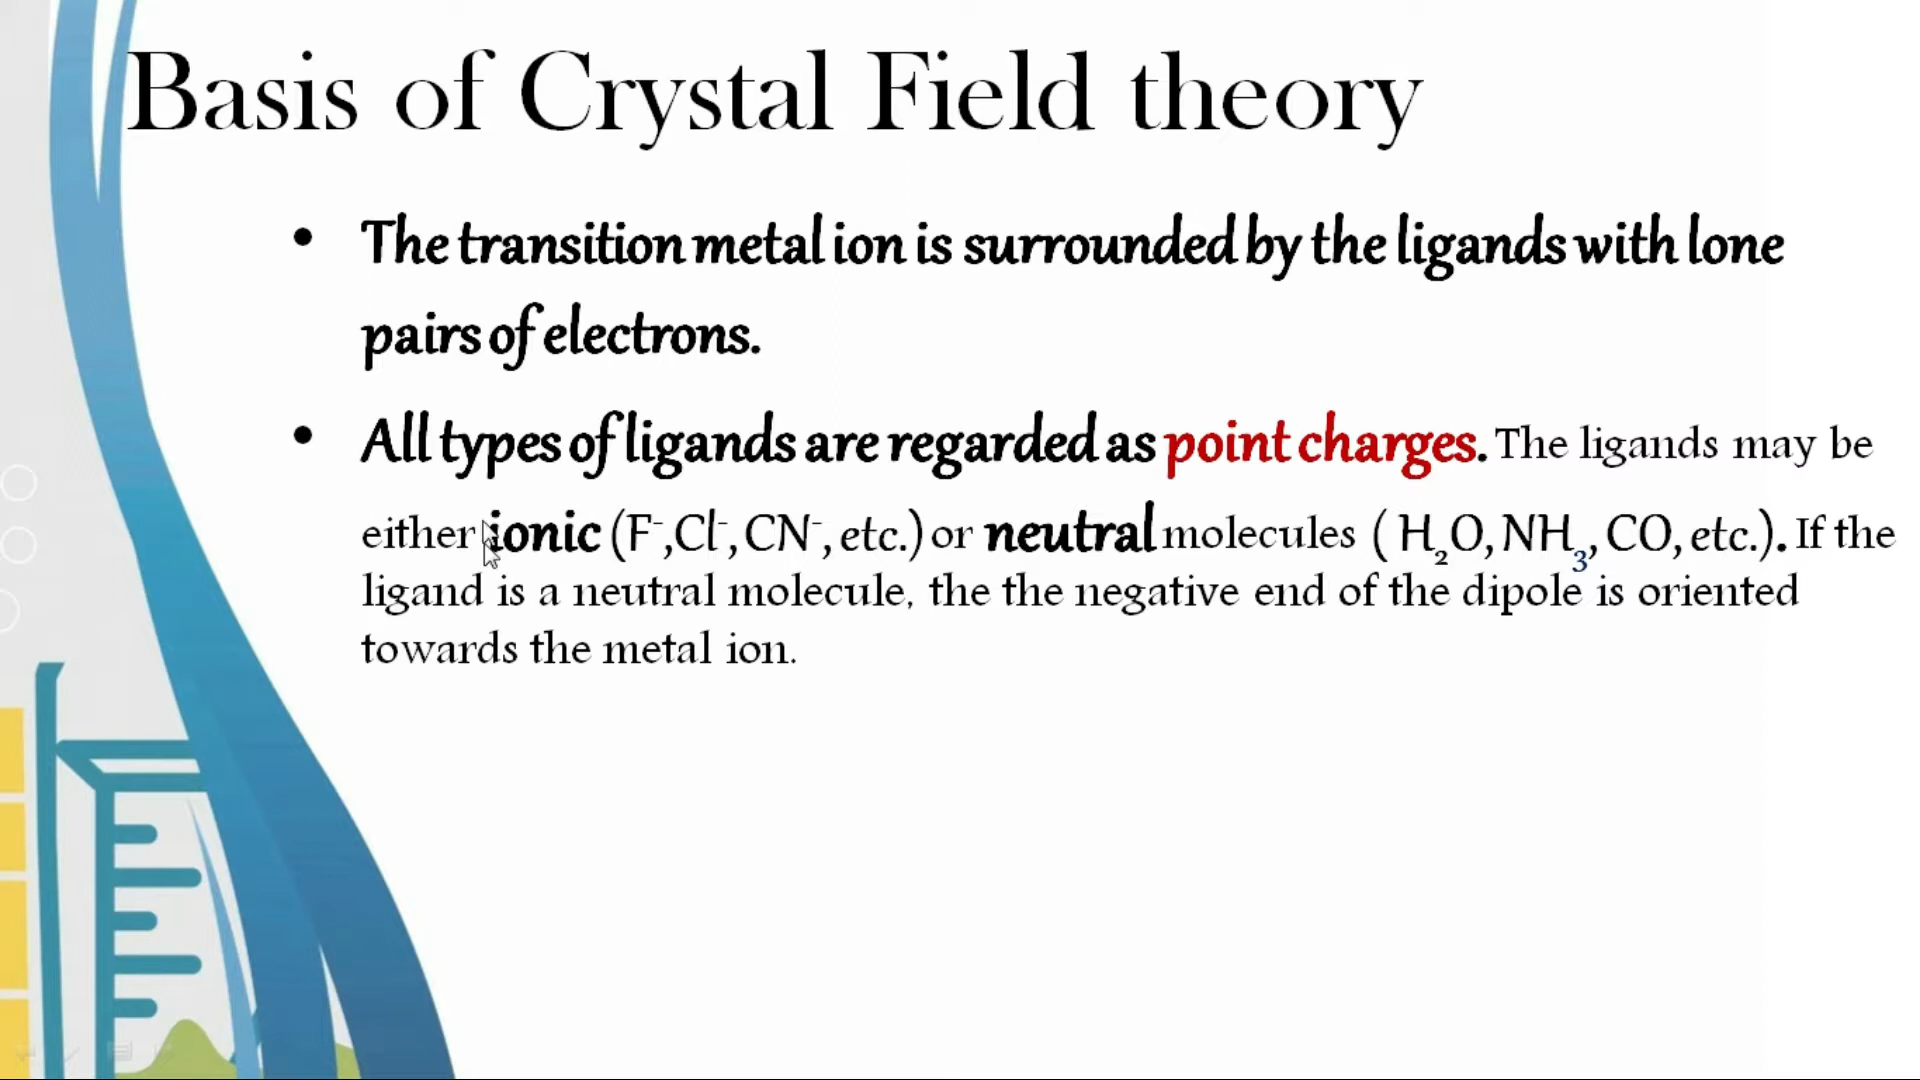 Basis of Crystal Field theory
• The transition metal ion is surrounded by the ligands with lone
pairs of electrons.
• All types of ligands are regarded as point charges. The ligands may be
either ionic (F⁻,Cl⁻, CN⁻, etc.) or neutral molecules ( H₂O, NH₃, CO, etc.). If the
ligand is a neutral molecule, the the negative end of the dipole is oriented
towards the metal ion.